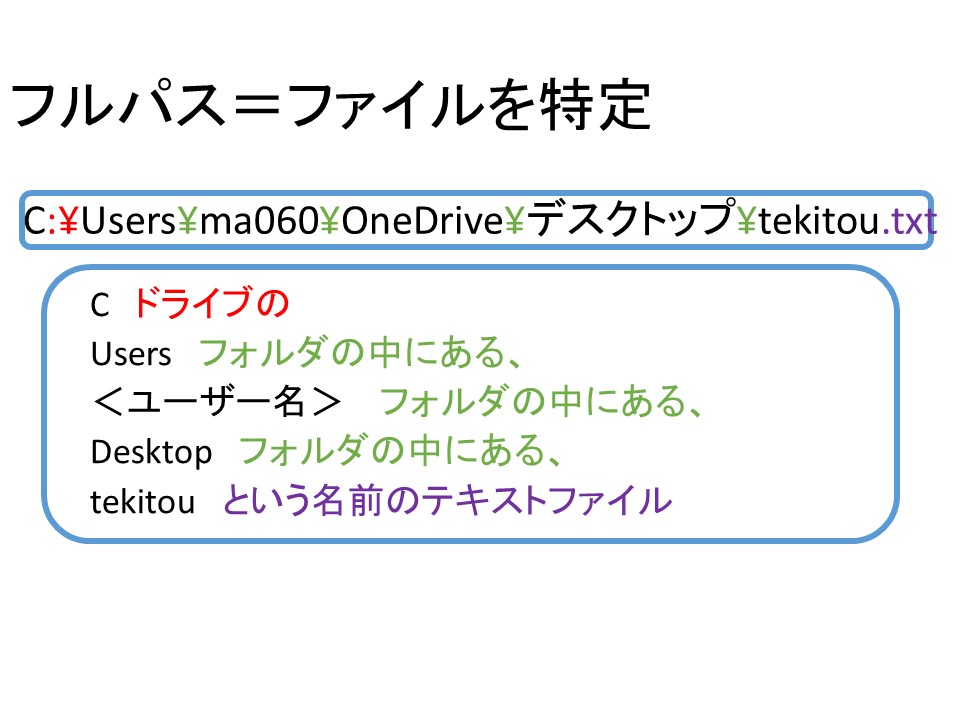 フルパス＝ファイルを特定
C:¥Users¥ma060¥OneDrive¥デスクトップ¥tekitou.txt
C　ドライブの
Users　フォルダの中にある、
＜ユーザー名＞　フォルダの中にある、
Desktop　フォルダの中にある、
tekitou　という名前のテキストファイル